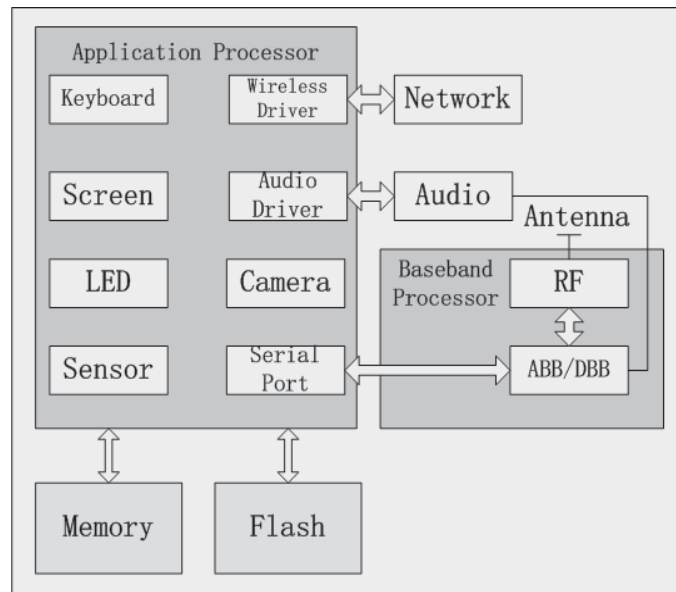 Application Processor
Keyboard
Wireless
Driver
Network
Screen
Audio
Driver
Audio
Antenna
LED
Camera
Baseband
Processor
RF
Sensor
Serial
Port
ABB/DBB
Memory
Flash